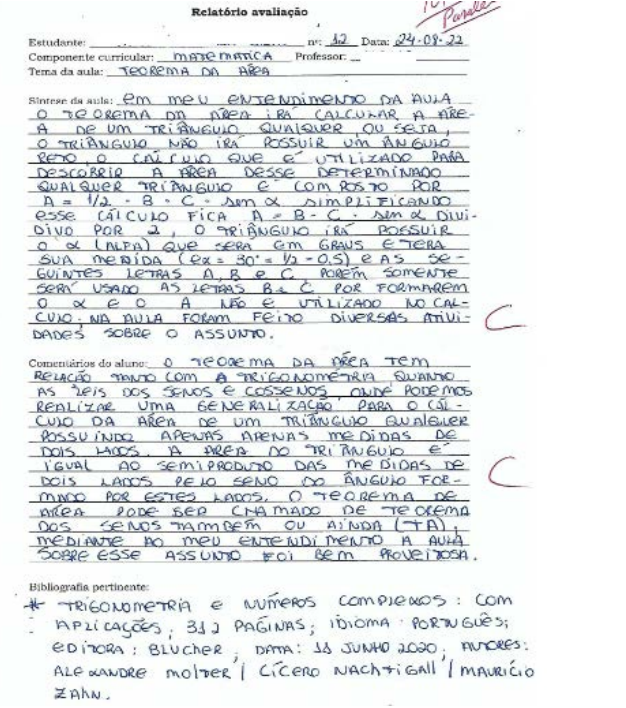 Relatório avaliação
Estudante: nº: 12 Data: 24-08-22
Componente curricular: MATEMÁTICA Professor:
Tema da aula: TEOREMA DA ÁREA
Síntese da aula: Em MEU ENTENDIMENTO DA AULA
O TEOREMA DA ÁREA IRÁ CALCULAR A ÁRE-
A DE UM TRIÂNGULO QUALQUER, OU SEJA,
O TRIÂNGULO NÃO IRÁ POSSUIR UM ÂNGULO
RETO, O CÁLCULO QUE É UTILIZADO PARA
DESCOBRIR A ÁREA DESSE DETERMINADO
QUALQUER TRIÂNGULO É COMPOSTO POR
A = 1/2 · B · C · sen α SIMPLIFICANDO
ESSE CÁLCULO FICA A = B · C · sen α DIVI-
DIVO POR 2, O TRIÂNGULO IRÁ POSSUIR
O α (ALFA) QUE SERÁ EM GRAUS E TERA
SUA MEDIDA (ex = 30° = 1/2 = 0,5) E AS SE-
GUINTES LETRAS A, B e C, PORÉM SOMENTE
SERÁ USADO AS LETRAS B e C POR FORMAREM
O α E O A NÃO É UTILIZADO NO CAL-
CULO. NA AULA FORAM FEITO DIVERSAS ATIVI-
DADES SOBRE O ASSUNTO.
Comentários do aluno: O TEOREMA DA ÁREA TEM
RELAÇÃO TANTO COM A TRIGONOMETRIA QUANTO
AS LEIS DOS SENOS E COSSENOS, ONDE PODEMOS
REALIZAR UMA GENERALIZAÇÃO PARA O CÁL-
CULO DA ÁREA DE UM TRIÂNGULO QUALQUER
POSSUINDO APENAS APENAS MEDIDAS DE
DOIS LADOS. A ÁREA DO TRIÂNGULO É
IGUAL AO SEMIPRODUTO DAS MEDIDAS DE
DOIS LADOS PELO SENO DO ÂNGULO FOR-
MADO POR ESTES LADOS. O TEOREMA DE
ÁREA PODE SER CHAMADO DE TEOREMA
DOS SENOS TAMDEM OU AINDA (TA),
MEDIANTE AO MEU ENTENDIMENTO A AULA
SOBRE ESSE ASSUNTO FOI BEM PROVEITOSA.
Bibliografia pertinente:
* TRIGONOMETRIA E NÚMEROS COMPLEXOS: COM
APLICAÇÕES; 312 PÁGINAS; IDIOMA: PORTUGUÊS;
EDITORA: BLUCHER; DATA: 11 JUNHO 2020; AUTORES:
ALEXANDRE MOLTER / CÍCERO NACHTIGALL / MAURÍCIO
ZAHN.